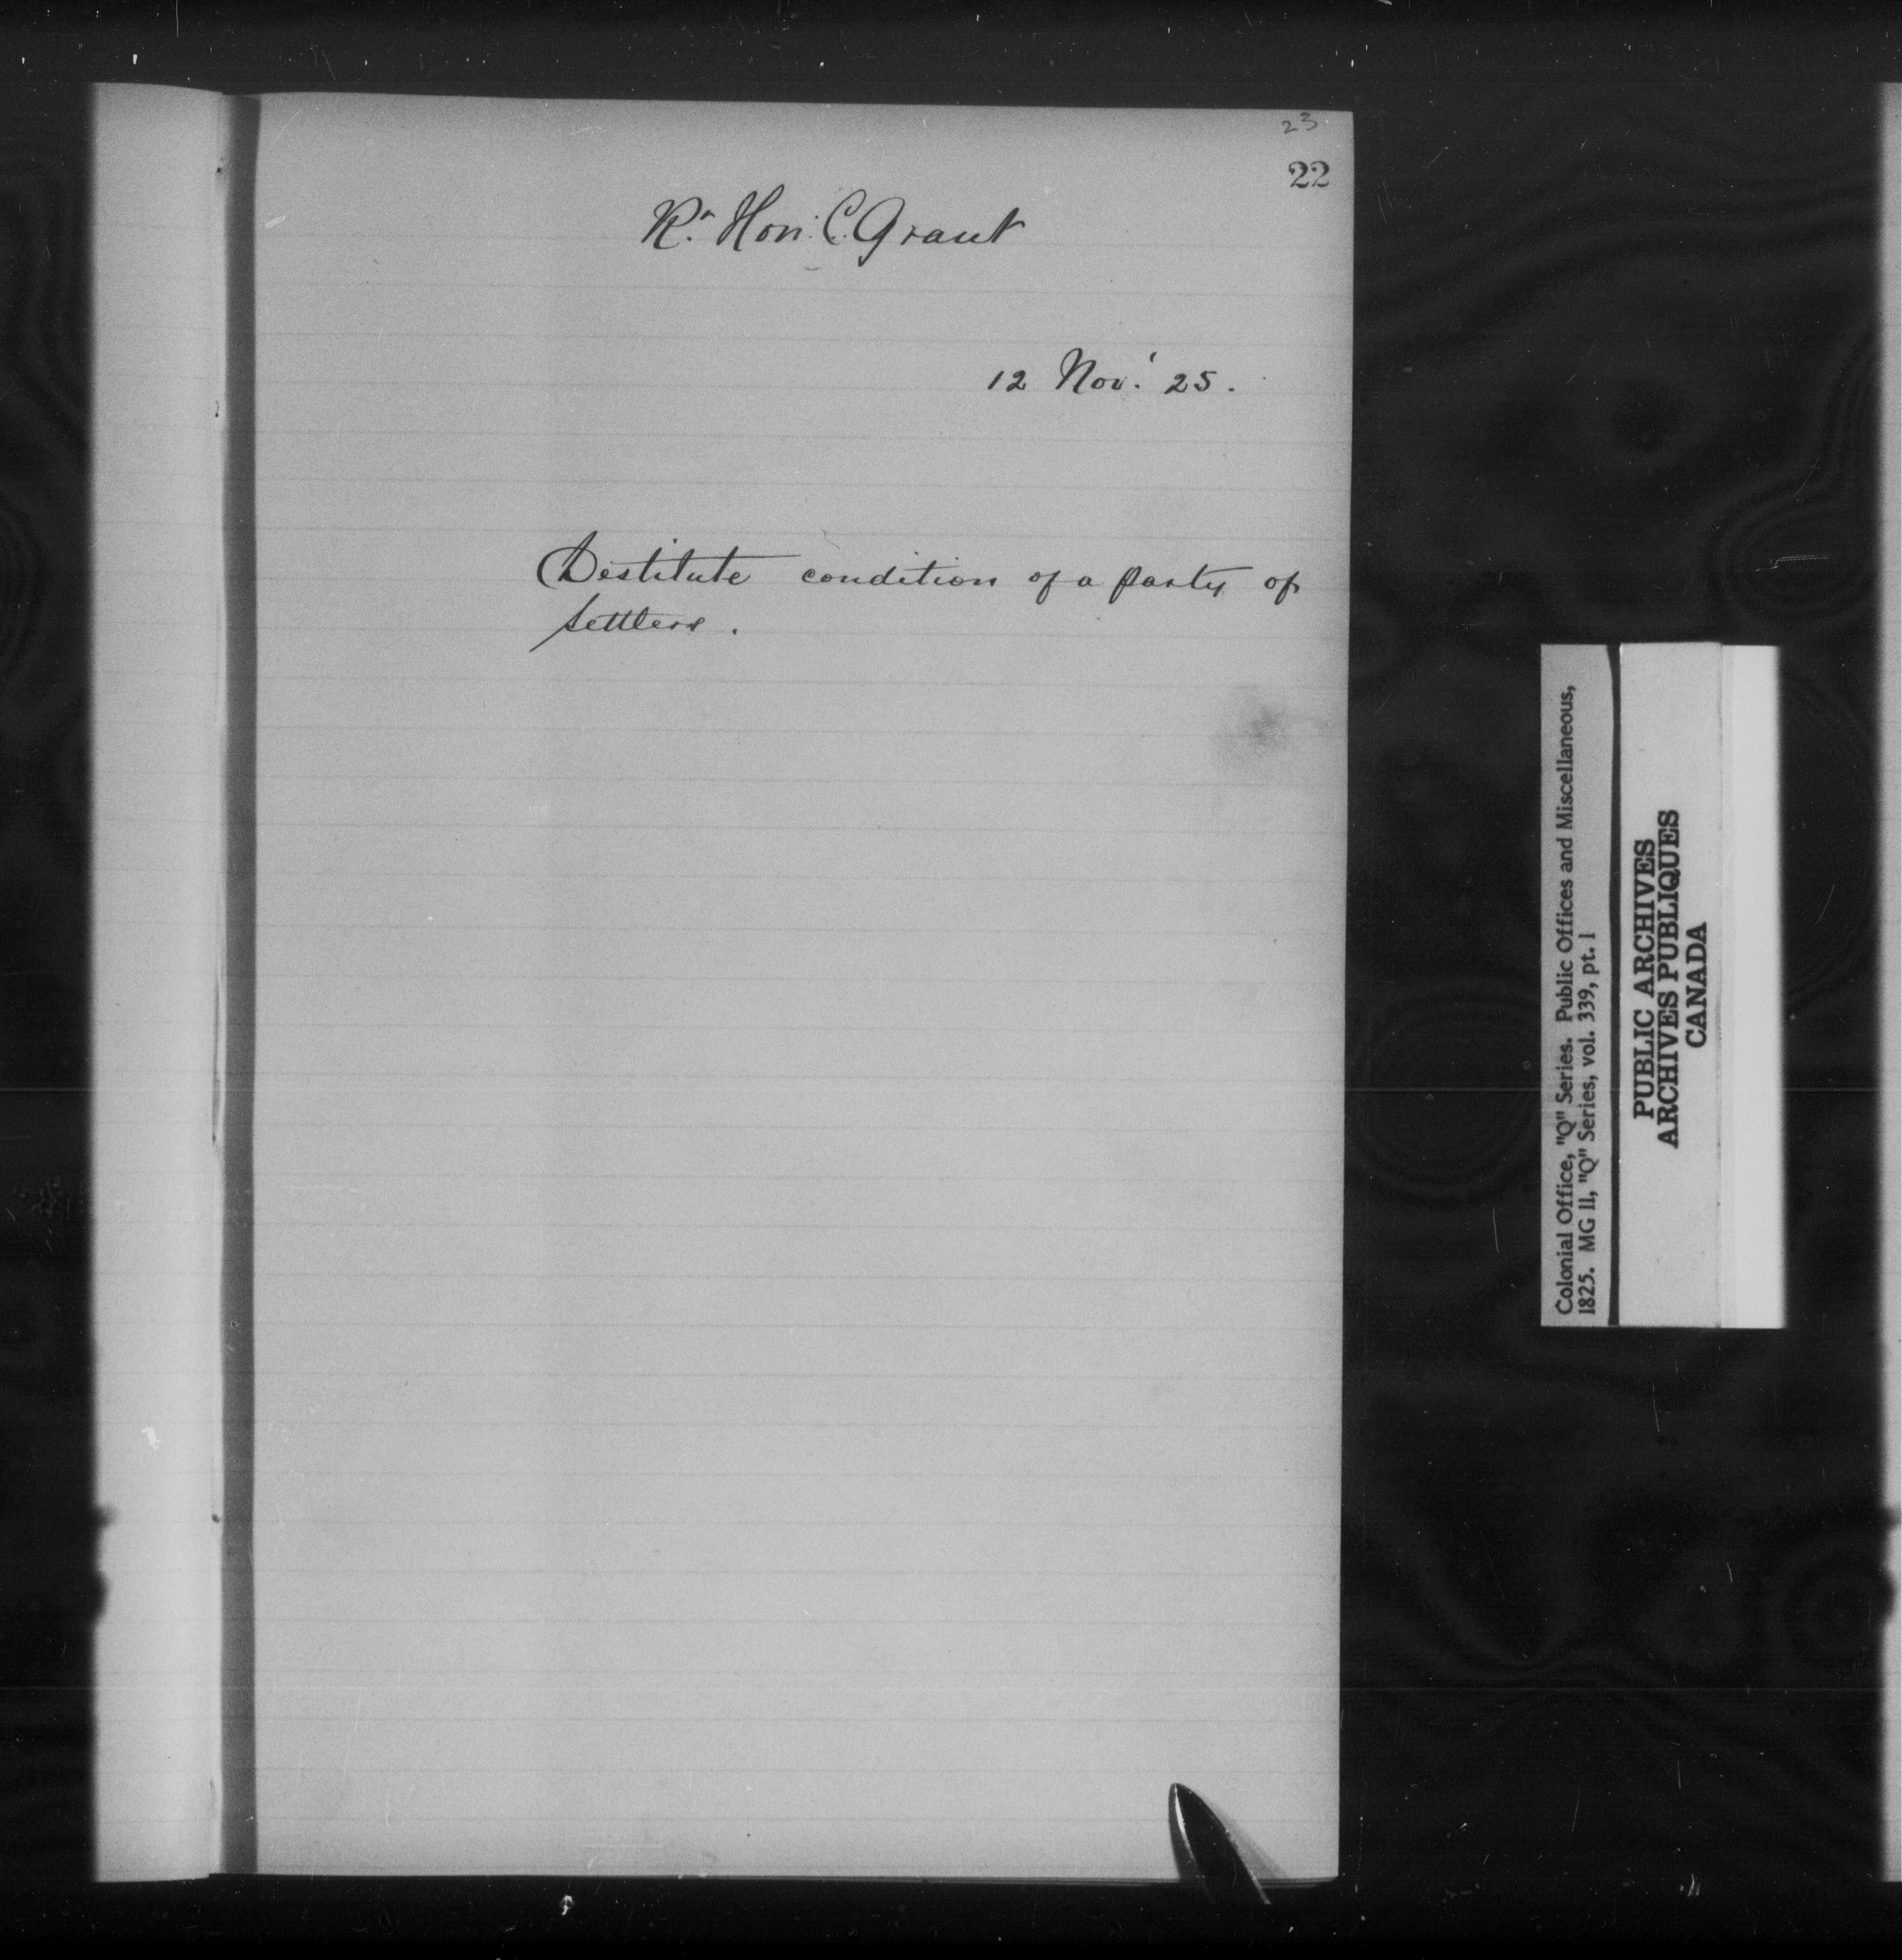 23
22
Rt. Hon: C. Grant
12 Nov: 25.
Destitute condition of a party of
settlers.
Colonial Office, "Q" Series. Public Offices and Miscellaneous,
1825. MG 11, "Q" Series, vol. 339, pt. 1
PUBLIC ARCHIVES
ARCHIVES PUBLIQUES
CANADA